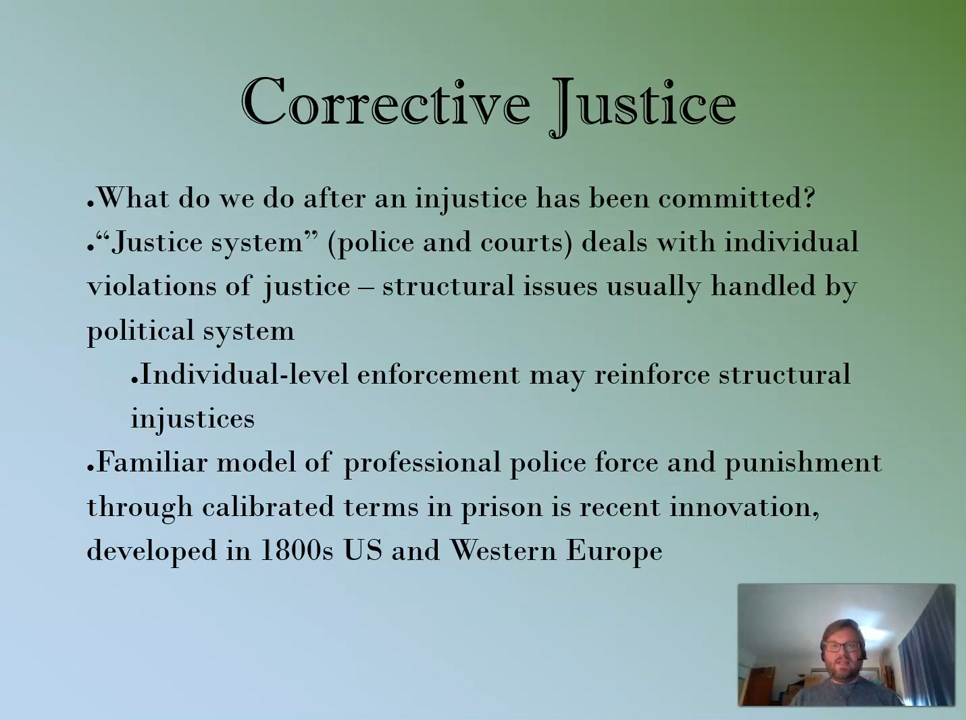 Corrective Justice
.What do we do after an injustice has been committed?
.“Justice system” (police and courts) deals with individual
violations of justice – structural issues usually handled by
political system
.Individual-level enforcement may reinforce structural
injustices
.Familiar model of professional police force and punishment
through calibrated terms in prison is recent innovation,
developed in 1800s US and Western Europe